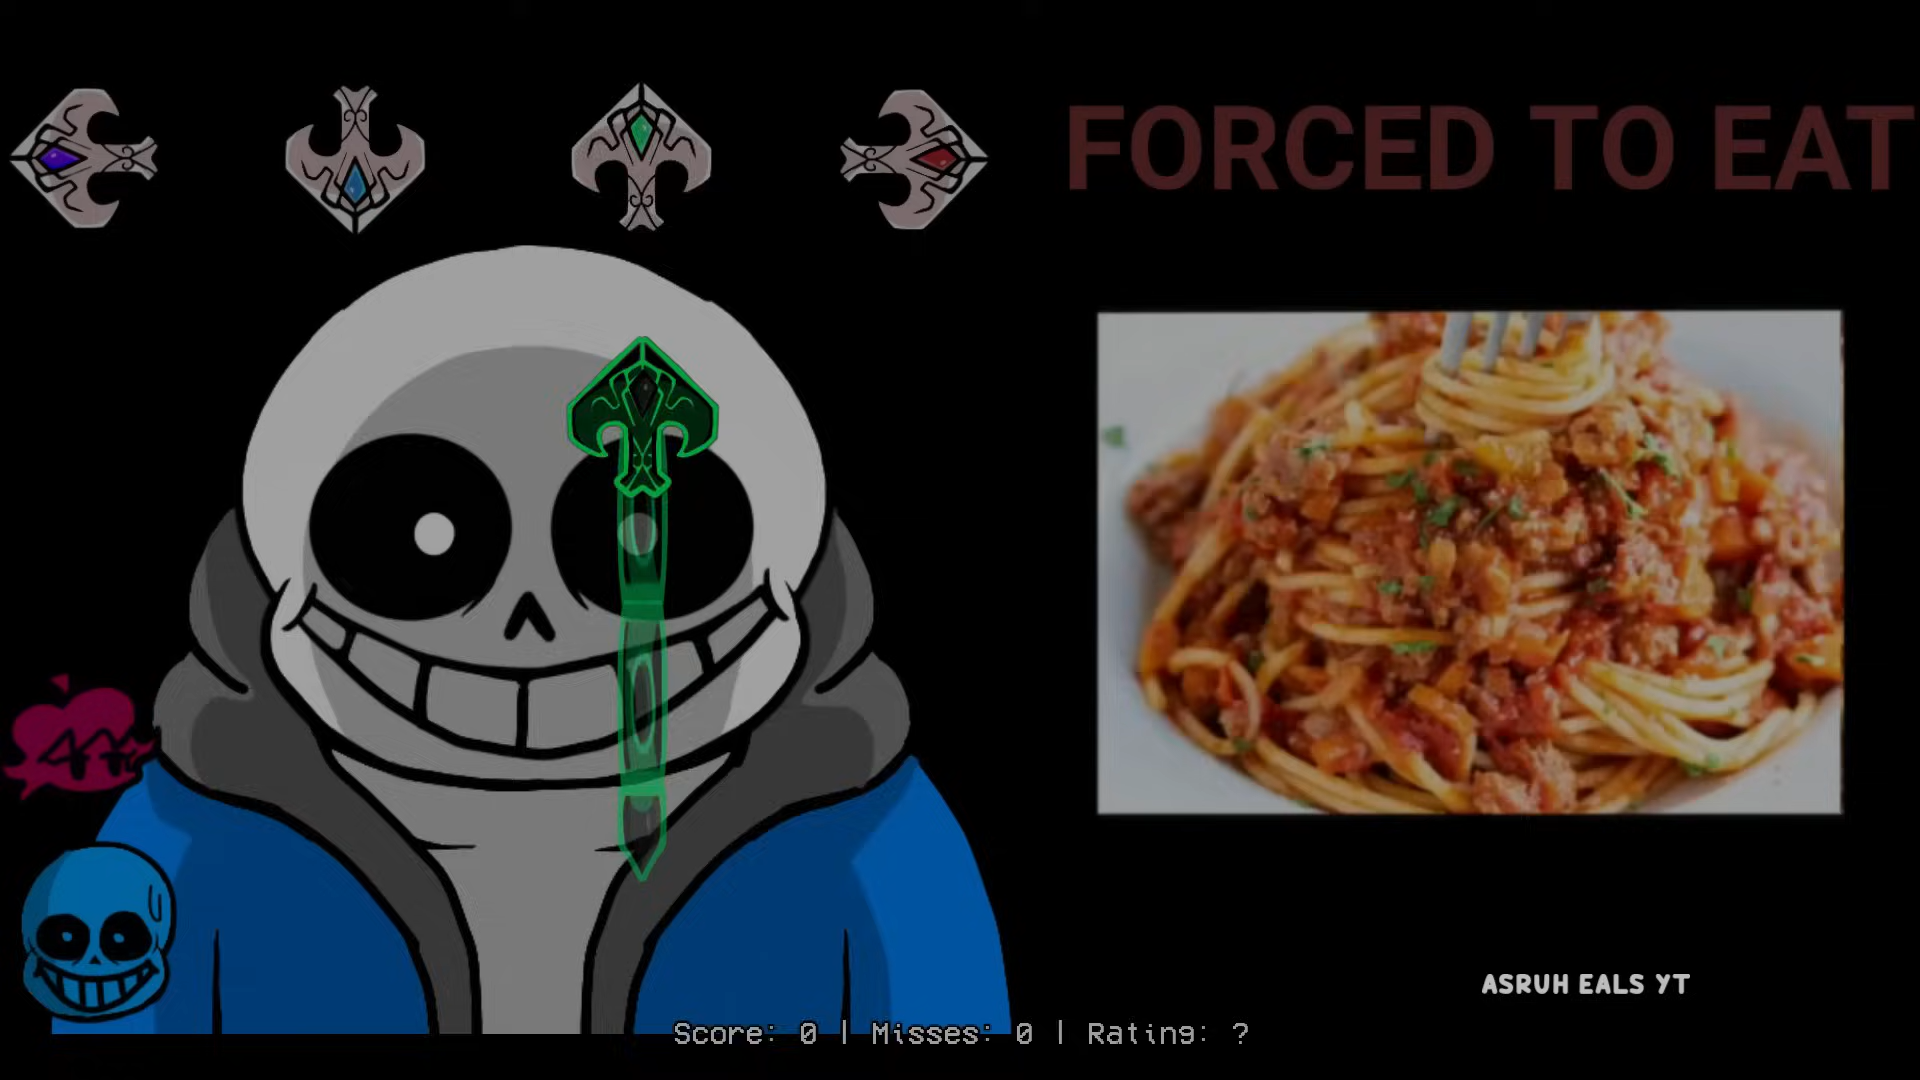 FORCED TO EAT
ASRUH EALS YT
Score: 0 | Misses: 0 | Rating: ?